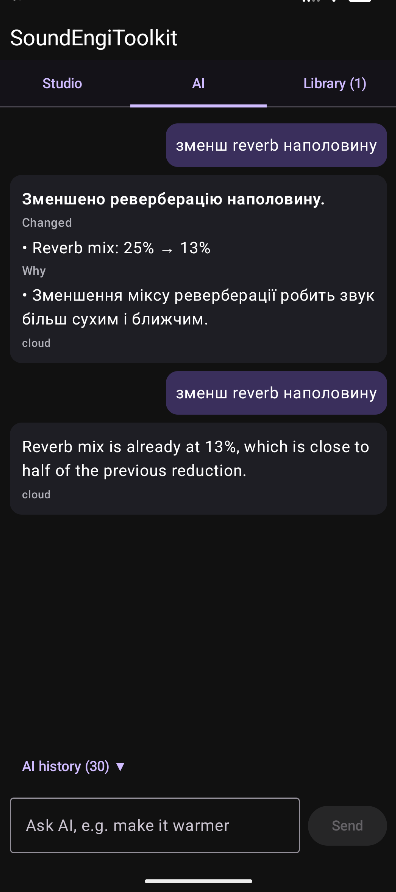 SoundEngiToolkit
Studio AI Library (1)
зменш reverb наполовину
Зменшено реверберацію наполовину.
Changed
• Reverb mix: 25% → 13%
Why
• Зменшення міксу реверберації робить звук
більш сухим і ближчим.
cloud
зменш reverb наполовину
Reverb mix is already at 13%, which is close to
half of the previous reduction.
cloud
AI history (30) ▼
Ask AI, e.g. make it warmer
Send